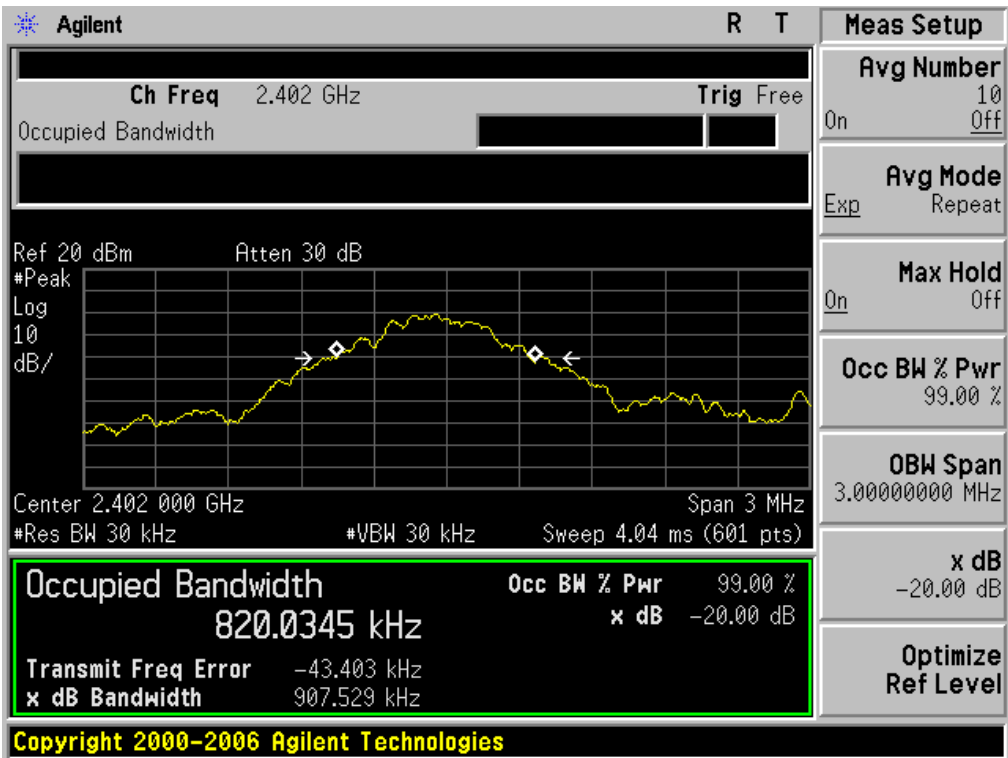 Agilent R T
Ch Freq 2.402 GHz Trig Free
Occupied Bandwidth
Ref 20 dBm Atten 30 dB
#Peak
Log
10
dB/
Center 2.402 000 GHz Span 3 MHz
#Res BW 30 kHz #VBW 30 kHz Sweep 4.04 ms (601 pts)
Occupied Bandwidth Occ BW % Pwr 99.00 %
820.0345 kHz x dB -20.00 dB
Transmit Freq Error -43.403 kHz
x dB Bandwidth 907.529 kHz
Copyright 2000-2006 Agilent Technologies
Meas Setup
Avg Number
10
On Off
Avg Mode
Exp Repeat
Max Hold
On Off
Occ BW % Pwr
99.00 %
OBW Span
3.00000000 MHz
x dB
-20.00 dB
Optimize
Ref Level